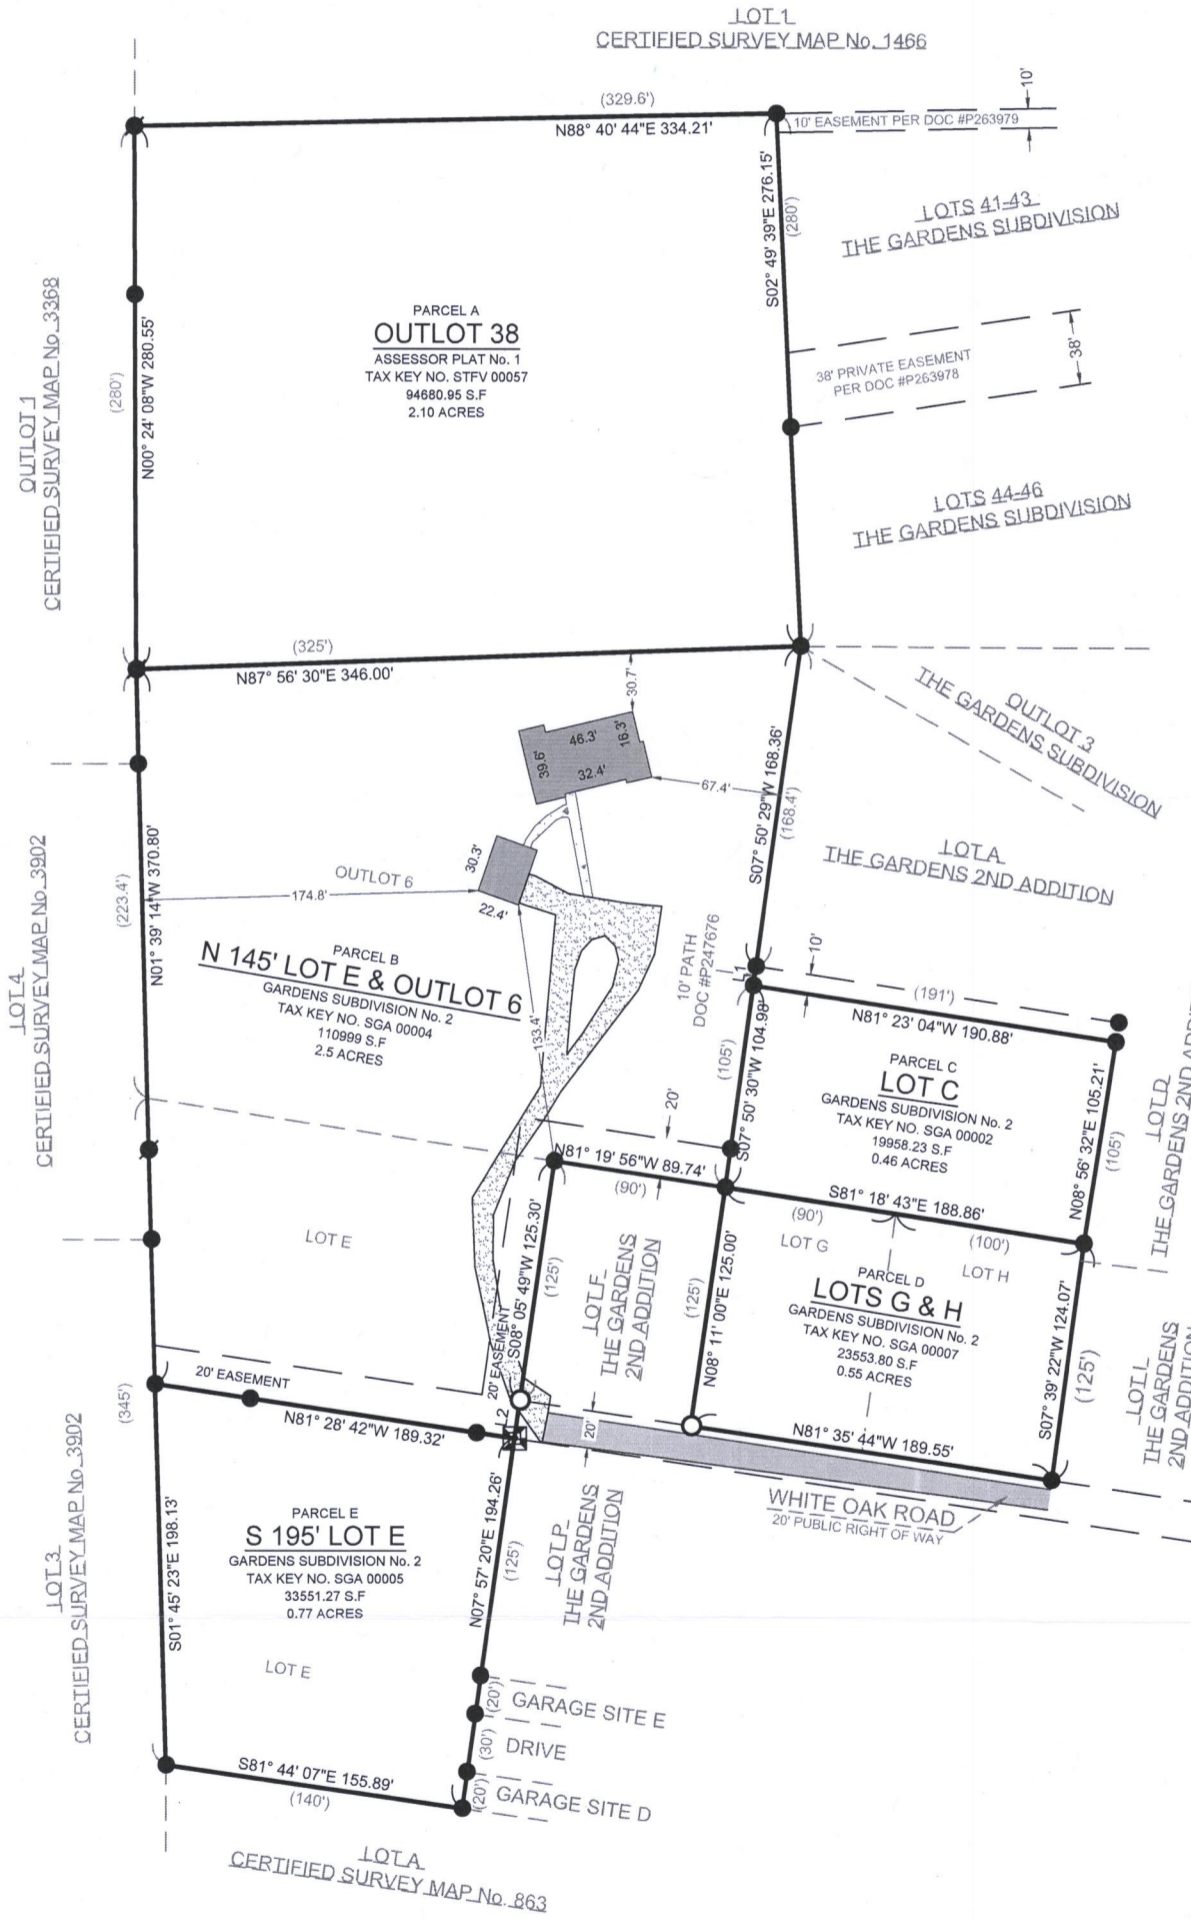 LOT 1
CERTIFIED SURVEY MAP No. 1466
(329.6')
N88° 40' 44"E 334.21'
10'
10' EASEMENT PER DOC #P263979
S02° 49' 39"E 276.15'
(280')
LOTS 41-43
THE GARDENS SUBDIVISION
OUTLOT 1
CERTIFIED SURVEY MAP No. 3368
(280')
N00° 24' 08"W 280.55'
PARCEL A
OUTLOT 38
ASSESSOR PLAT No. 1
TAX KEY NO. STFV 00057
94680.95 S.F
2.10 ACRES
38' PRIVATE EASEMENT
PER DOC #P263978
38'
LOTS 44-46
THE GARDENS SUBDIVISION
(325')
N87° 56' 30"E 346.00'
30.7'
OUTLOT 3
THE GARDENS SUBDIVISION
46.3'
16.3'
39.6'
32.4'
67.4'
S07° 50' 29"W 168.36'
(168.4')
LOT A
THE GARDENS 2ND ADDITION
LOT 4
CERTIFIED SURVEY MAP No. 3902
(223.4')
N01° 39' 14"W 370.80'
30.3'
22.4'
OUTLOT 6
174.8'
PARCEL B
N 145' LOT E & OUTLOT 6
GARDENS SUBDIVISION No. 2
TAX KEY NO. SGA 00004
110999 S.F
2.5 ACRES
133.4'
10' PATH
DOC #P247676
L1
10'
(191')
N81° 23' 04"W 190.88'
(105')
S07° 50' 30"W 104.98'
PARCEL C
LOT C
GARDENS SUBDIVISION No. 2
TAX KEY NO. SGA 00002
19958.23 S.F
0.46 ACRES
N08° 56' 32"E 105.21'
(105')
LOT D
THE GARDENS 2ND ADDI
20'
N81° 19' 56"W 89.74'
(90')
S81° 18' 43"E 188.86'
(90')
(100')
LOT G
LOT H
LOT E
S08° 05' 49"W 125.30'
(125')
LOT F
THE GARDENS
2ND ADDITION
(125')
N08° 11' 00"E 125.00'
PARCEL D
LOTS G & H
GARDENS SUBDIVISION No. 2
TAX KEY NO. SGA 00007
23553.80 S.F
0.55 ACRES
S07° 39' 22"W 124.07'
(125')
LOT I
THE GARDENS
2ND ADDITION
20' EASEMENT
20' EASEMENT
N81° 28' 42"W 189.32'
L2
20'
N81° 35' 44"W 189.55'
WHITE OAK ROAD
20' PUBLIC RIGHT OF WAY
(345')
LOT 3
CERTIFIED SURVEY MAP No. 3902
S01° 45' 23"E 198.13'
PARCEL E
S 195' LOT E
GARDENS SUBDIVISION No. 2
TAX KEY NO. SGA 00005
33551.27 S.F
0.77 ACRES
N07° 57' 20"E 194.26'
(125')
LOT P
THE GARDENS
2ND ADDITION
LOT E
(20')
GARAGE SITE E
(30')
DRIVE
(20')
GARAGE SITE D
S81° 44' 07"E 155.89'
(140')
LOT A
CERTIFIED SURVEY MAP No. 863